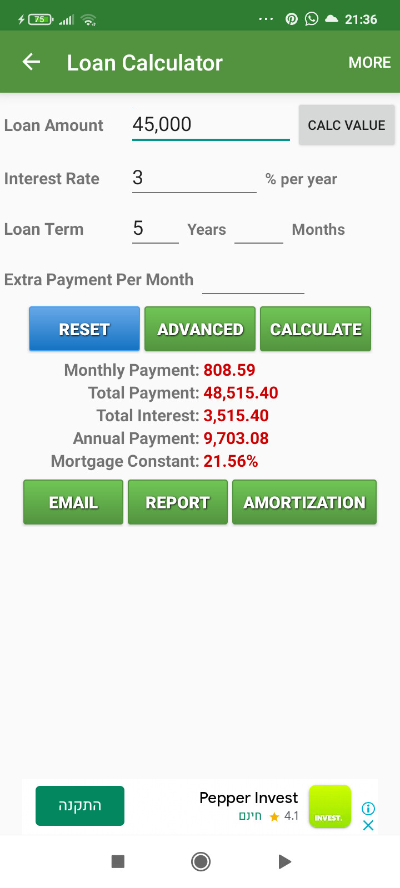 75 21:36
Loan Calculator MORE
Loan Amount 45,000 CALC VALUE
Interest Rate 3 % per year
Loan Term 5 Years Months
Extra Payment Per Month
RESET ADVANCED CALCULATE
Monthly Payment: 808.59
Total Payment: 48,515.40
Total Interest: 3,515.40
Annual Payment: 9,703.08
Mortgage Constant: 21.56%
EMAIL REPORT AMORTIZATION
התקנה Pepper Invest
חינם ★ 4.1
INVEST.